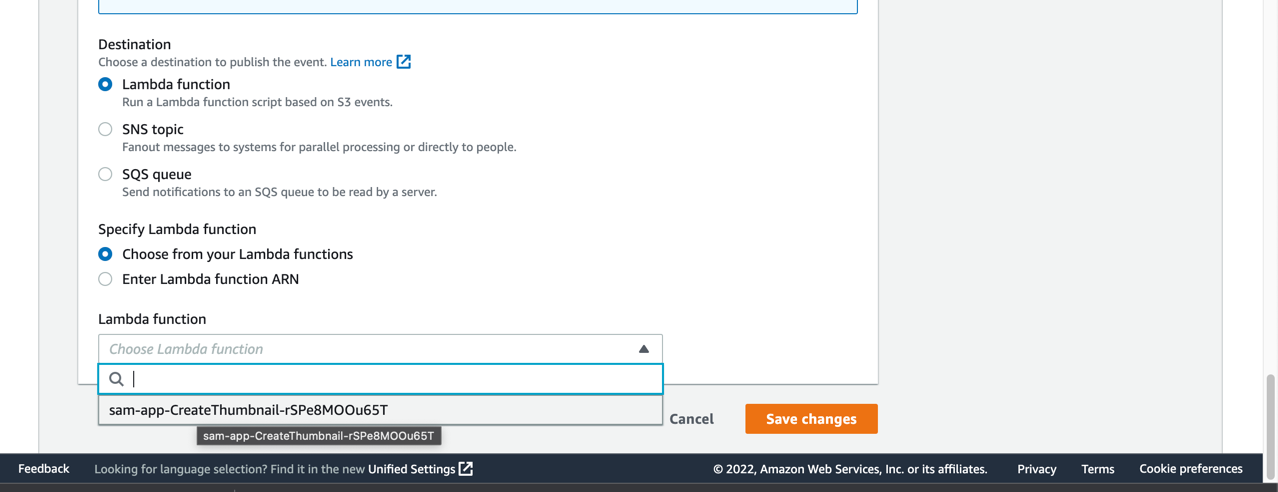 Destination
Choose a destination to publish the event. Learn more
Lambda function
Run a Lambda function script based on S3 events.
SNS topic
Fanout messages to systems for parallel processing or directly to people.
SQS queue
Send notifications to an SQS queue to be read by a server.
Specify Lambda function
Choose from your Lambda functions
Enter Lambda function ARN
Lambda function
Choose Lambda function
sam-app-CreateThumbnail-rSPe8MOOu65T
sam-app-CreateThumbnail-rSPe8MOOu65T
Cancel Save changes
Feedback Looking for language selection? Find it in the new Unified Settings © 2022, Amazon Web Services, Inc. or its affiliates. Privacy Terms Cookie preferences